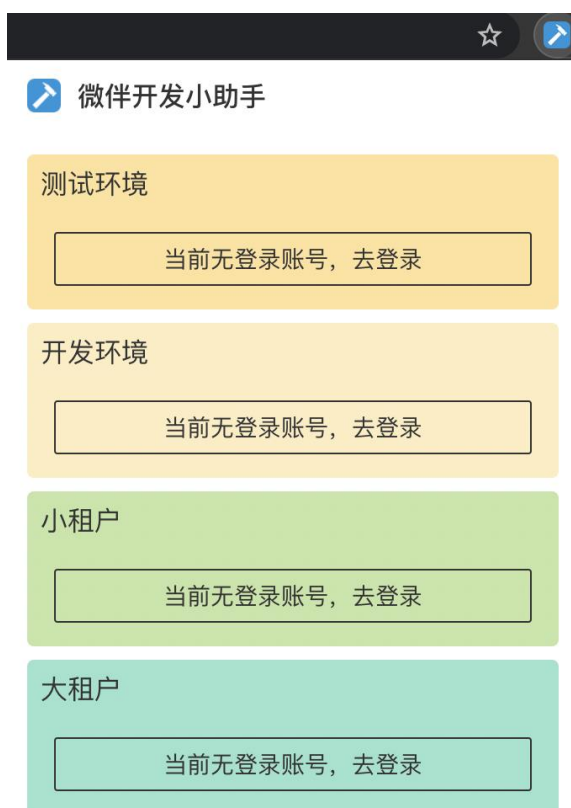 微伴开发小助手
测试环境
当前无登录账号，去登录
开发环境
当前无登录账号，去登录
小租户
当前无登录账号，去登录
大租户
当前无登录账号，去登录